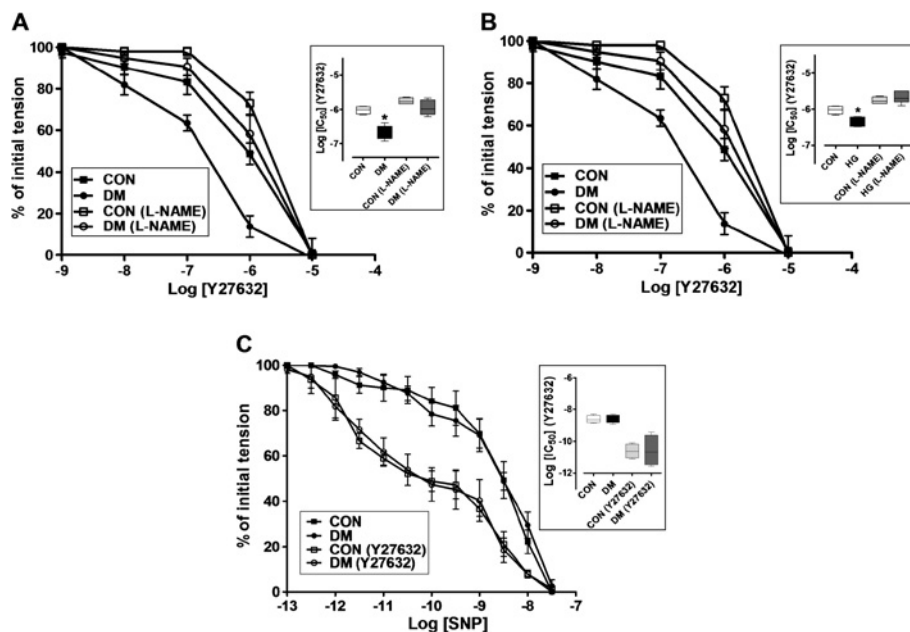 A
% of initial tension
100
80
60
40
20
0
-9
-8
-7
-6
-5
-4
Log [Y27632]
CON
DM
CON (L-NAME)
DM (L-NAME)
Log [IC50] (Y27632)
-5
-6
-7
*
CON
DM
CON (L-NAME)
DM (L-NAME)
B
% of initial tension
100
80
60
40
20
0
-9
-8
-7
-6
-5
-4
Log [Y27632]
CON
DM
CON (L-NAME)
DM (L-NAME)
Log [IC50] (Y27632)
-5
-6
-7
*
CON
HG
CON (L-NAME)
HG (L-NAME)
C
% of initial tension
100
80
60
40
20
0
-13
-12
-11
-10
-9
-8
-7
Log [SNP]
CON
DM
CON (Y27632)
DM (Y27632)
Log [IC50] (Y27632)
-6
-8
-10
-12
CON
DM
CON (Y27632)
DM (Y27632)